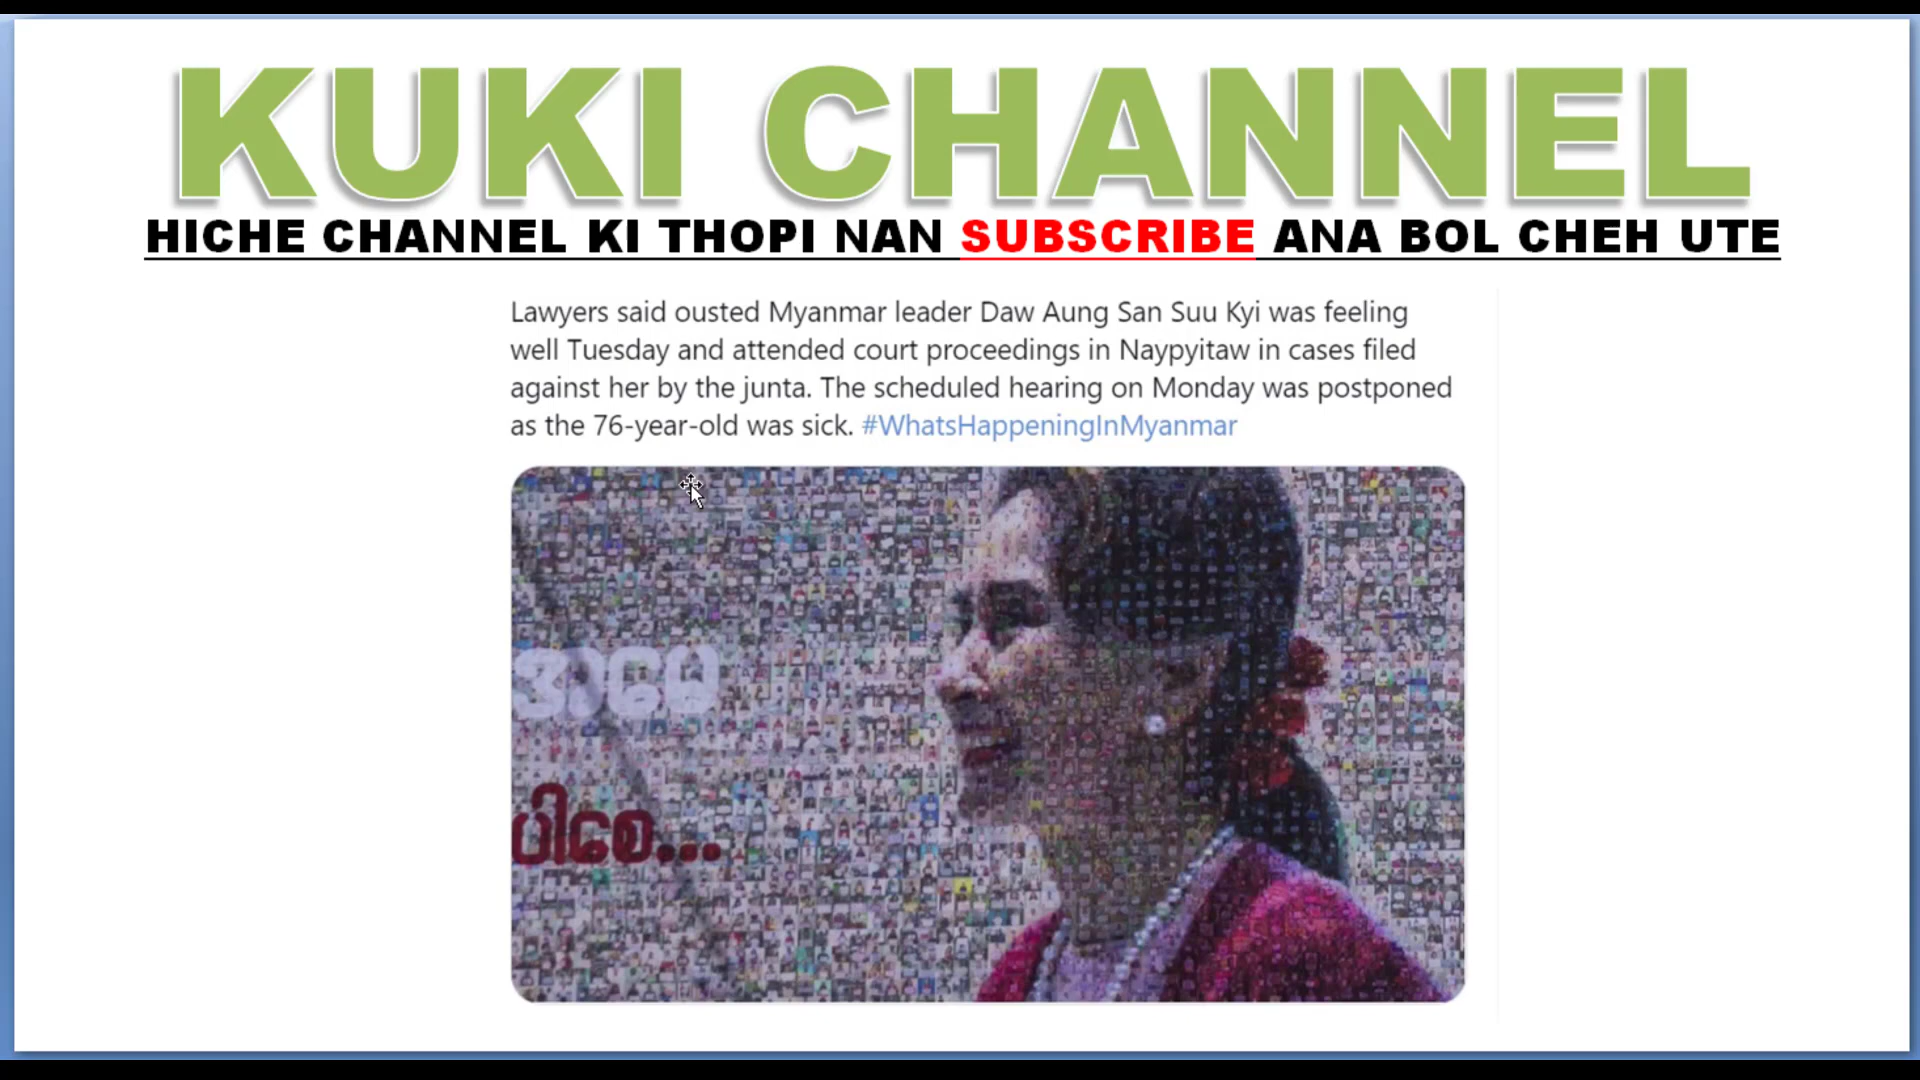 KUKI CHANNEL
HICHE CHANNEL KI THOPI NAN SUBSCRIBE ANA BOL CHEH UTE
Lawyers said ousted Myanmar leader Daw Aung San Suu Kyi was feeling
well Tuesday and attended court proceedings in Naypyitaw in cases filed
against her by the junta. The scheduled hearing on Monday was postponed
as the 76-year-old was sick. #WhatsHappeningInMyanmar